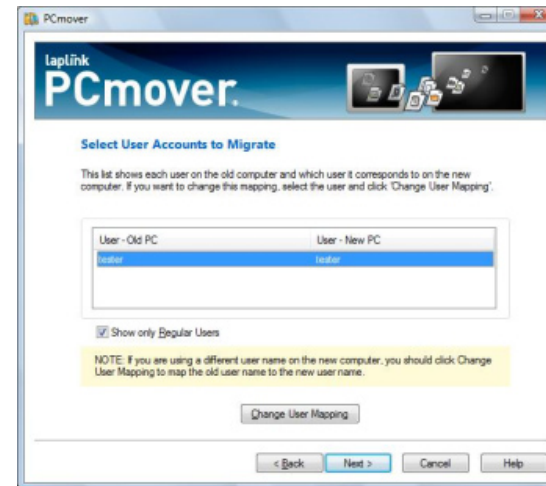 PCmover
laplink
PCmover.
Select User Accounts to Migrate
This list shows each user on the old computer and which user it corresponds to on the new
computer. If you want to change this mapping, select the user and click 'Change User Mapping'.
User - Old PC User - New PC
tester tester
Show only Regular Users
NOTE: If you are using a different user name on the new computer, you should click Change
User Mapping to map the old user name to the new user name.
Change User Mapping
< Back Next > Cancel Help